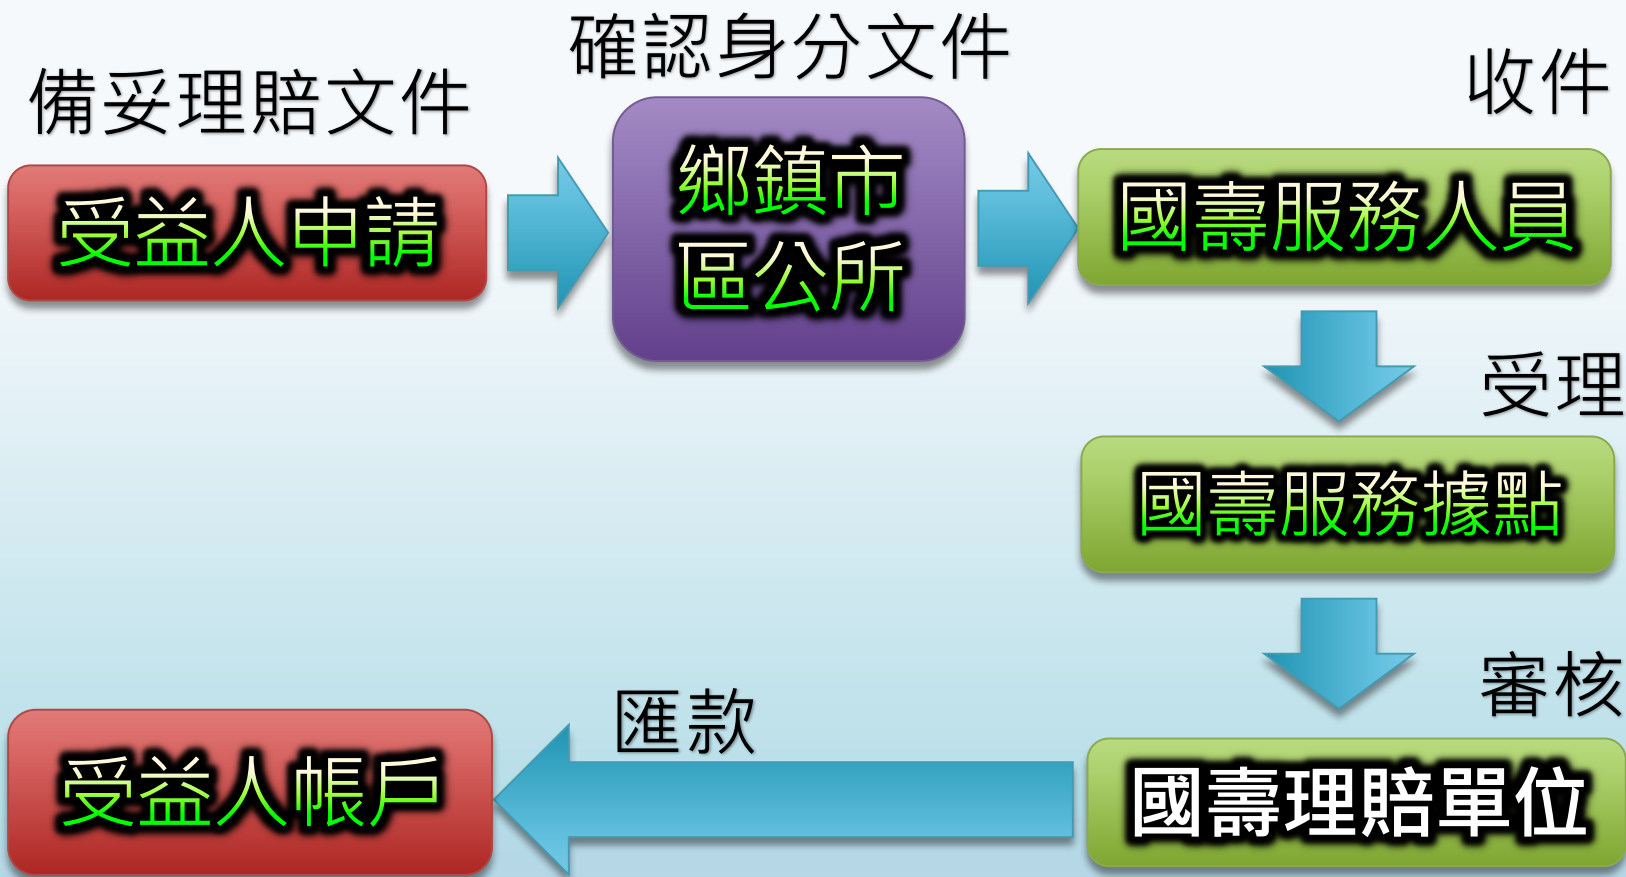 備妥理賠文件
受益人申請
確認身分文件
鄉鎮市
區公所
收件
國壽服務人員
受理
國壽服務據點
審核
國壽理賠單位
匯款
受益人帳戶